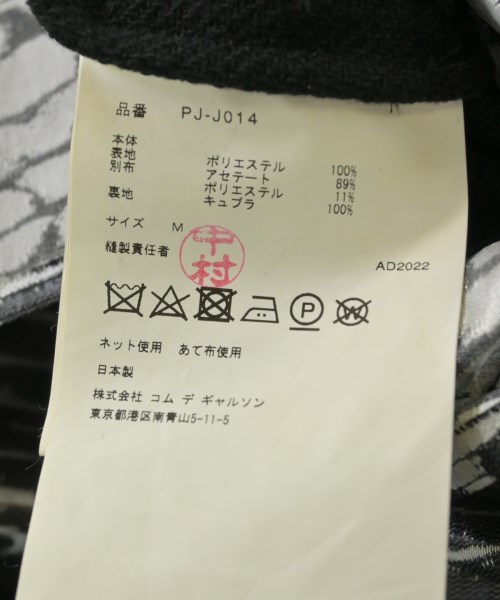 品番 PJ-J014
本体
表地 ポリエステル 100%
別布 アセテート 89%
ポリエステル 11%
裏地 キュプラ 100%
サイズ M
中村
縫製責任者
AD2022
P W
ネット使用 あて布使用
日本製
株式会社 コム デ ギャルソン
東京都港区南青山5-11-5